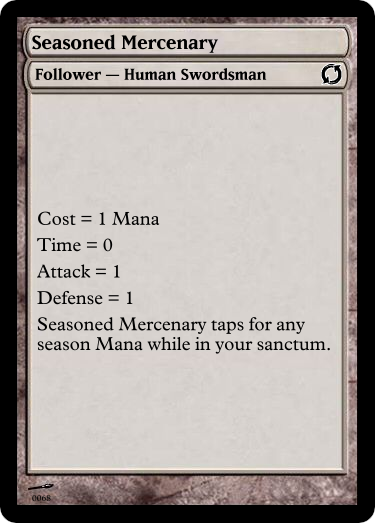 Seasoned Mercenary
Follower — Human Swordsman
Cost = 1 Mana
Time = 0
Attack = 1
Defense = 1
Seasoned Mercenary taps for any
season Mana while in your sanctum.
0068